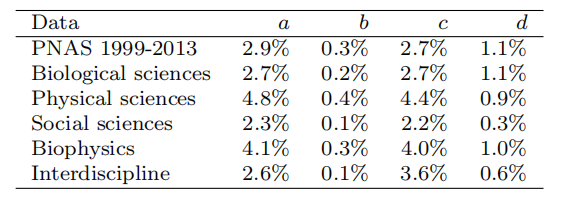 Data a b c d
PNAS 1999-2013 2.9% 0.3% 2.7% 1.1%
Biological sciences 2.7% 0.2% 2.7% 1.1%
Physical sciences 4.8% 0.4% 4.4% 0.9%
Social sciences 2.3% 0.1% 2.2% 0.3%
Biophysics 4.1% 0.3% 4.0% 1.0%
Interdiscipline 2.6% 0.1% 3.6% 0.6%